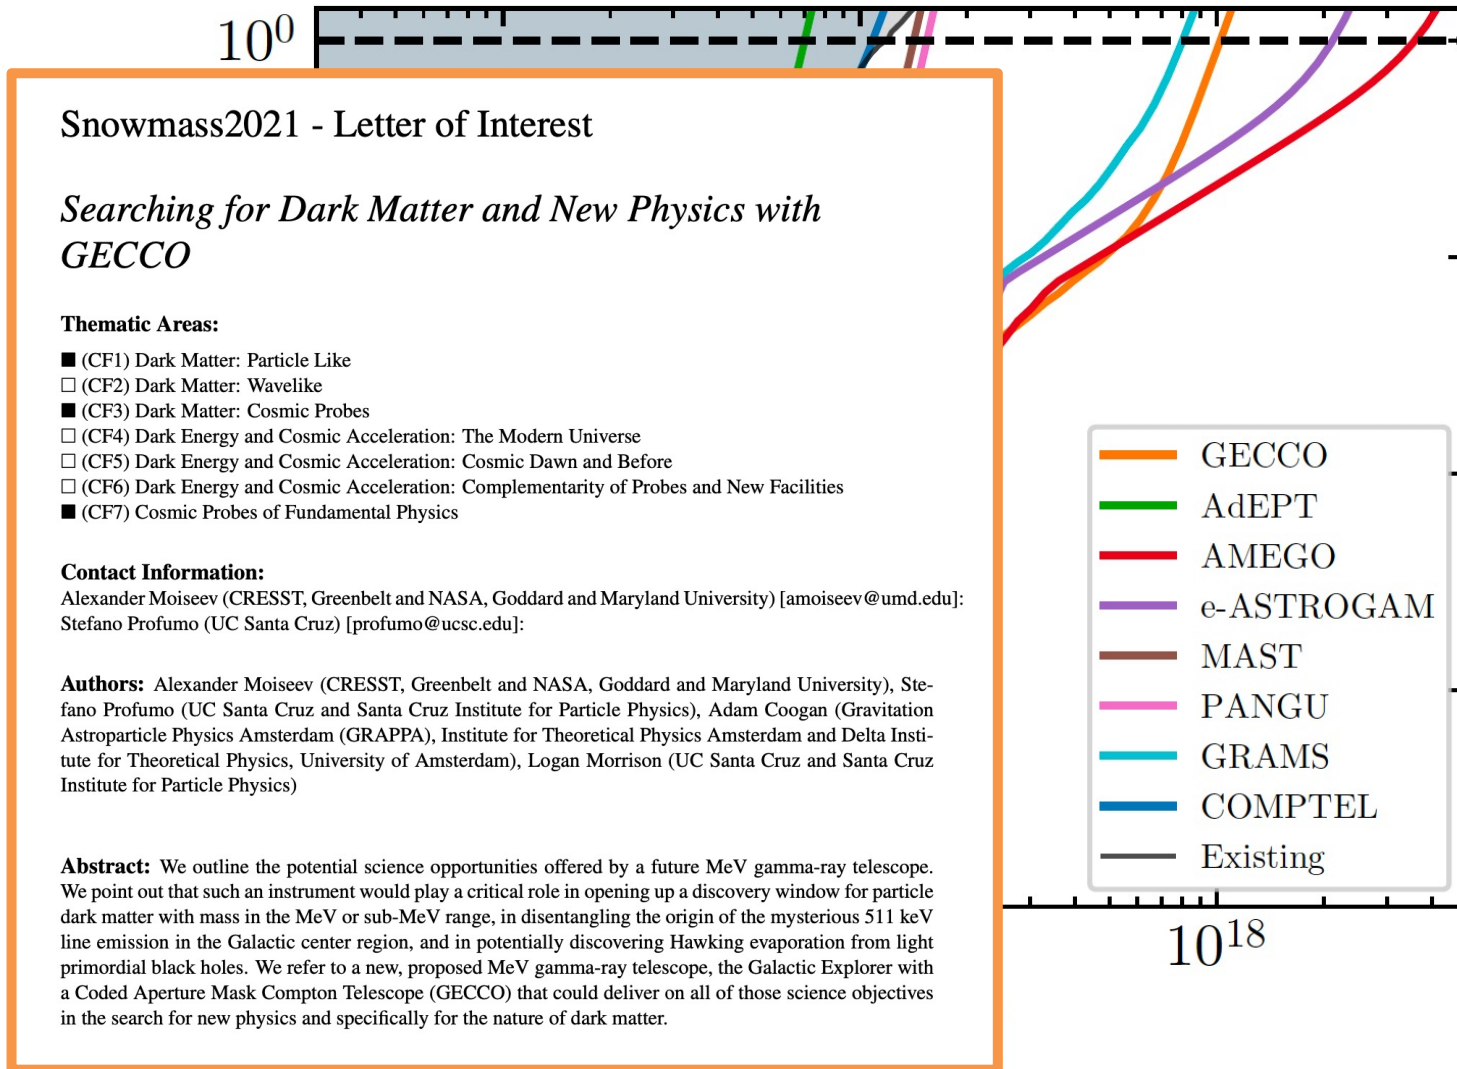 10⁰
Snowmass2021 - Letter of Interest
Searching for Dark Matter and New Physics with
GECCO
Thematic Areas:
■ (CF1) Dark Matter: Particle Like
□ (CF2) Dark Matter: Wavelike
■ (CF3) Dark Matter: Cosmic Probes
□ (CF4) Dark Energy and Cosmic Acceleration: The Modern Universe
□ (CF5) Dark Energy and Cosmic Acceleration: Cosmic Dawn and Before
□ (CF6) Dark Energy and Cosmic Acceleration: Complementarity of Probes and New Facilities
■ (CF7) Cosmic Probes of Fundamental Physics
Contact Information:
Alexander Moiseev (CRESST, Greenbelt and NASA, Goddard and Maryland University) [amoiseev@umd.edu]:
Stefano Profumo (UC Santa Cruz) [profumo@ucsc.edu]:
Authors: Alexander Moiseev (CRESST, Greenbelt and NASA, Goddard and Maryland University), Ste-
fano Profumo (UC Santa Cruz and Santa Cruz Institute for Particle Physics), Adam Coogan (Gravitation
Astroparticle Physics Amsterdam (GRAPPA), Institute for Theoretical Physics Amsterdam and Delta Insti-
tute for Theoretical Physics, University of Amsterdam), Logan Morrison (UC Santa Cruz and Santa Cruz
Institute for Particle Physics)
Abstract: We outline the potential science opportunities offered by a future MeV gamma-ray telescope.
We point out that such an instrument would play a critical role in opening up a discovery window for particle
dark matter with mass in the MeV or sub-MeV range, in disentangling the origin of the mysterious 511 keV
line emission in the Galactic center region, and in potentially discovering Hawking evaporation from light
primordial black holes. We refer to a new, proposed MeV gamma-ray telescope, the Galactic Explorer with
a Coded Aperture Mask Compton Telescope (GECCO) that could deliver on all of those science objectives
in the search for new physics and specifically for the nature of dark matter.
GECCO
AdEPT
AMEGO
e-ASTROGAM
MAST
PANGU
GRAMS
COMPTEL
Existing
10¹⁸